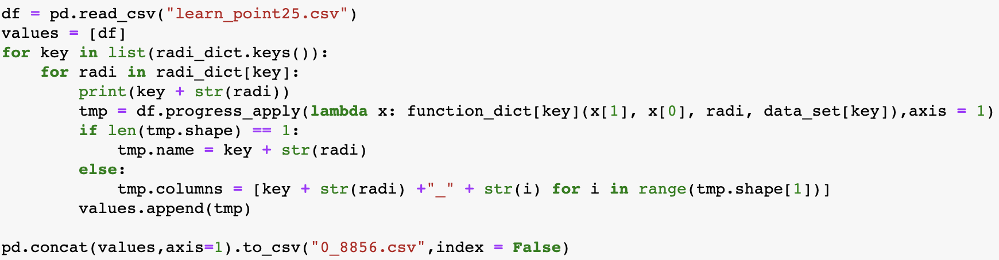 df = pd.read_csv("learn_point25.csv")
values = [df]
for key in list(radi_dict.keys()):
    for radi in radi_dict[key]:
        print(key + str(radi))
        tmp = df.progress_apply(lambda x: function_dict[key](x[1], x[0], radi, data_set[key]),axis = 1)
        if len(tmp.shape) == 1:
            tmp.name = key + str(radi)
        else:
            tmp.columns = [key + str(radi) +"_" + str(i) for i in range(tmp.shape[1])]
        values.append(tmp)

pd.concat(values,axis=1).to_csv("0_8856.csv",index = False)